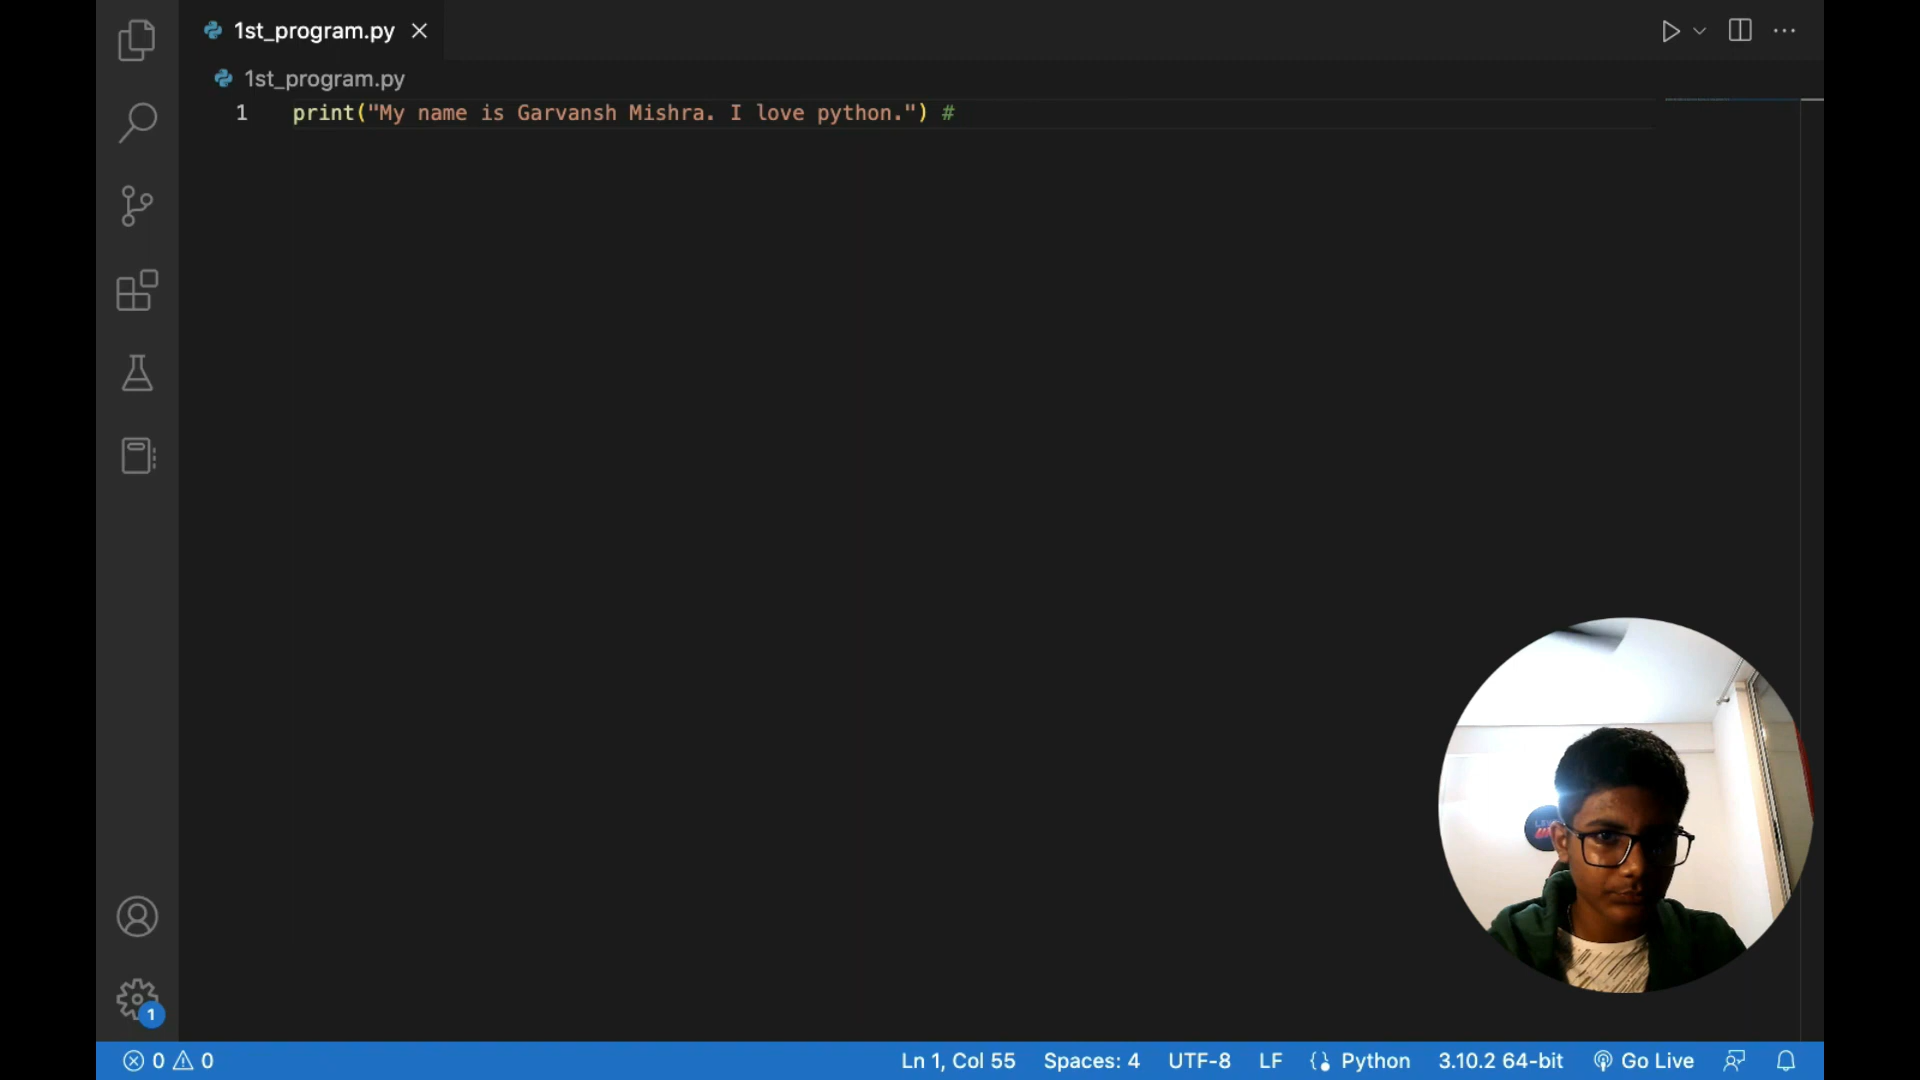 1st_program.py
1st_program.py
1 print("My name is Garvansh Mishra. I love python.") #
1
0 0 Ln 1, Col 55 Spaces: 4 UTF-8 LF Python 3.10.2 64-bit Go Live